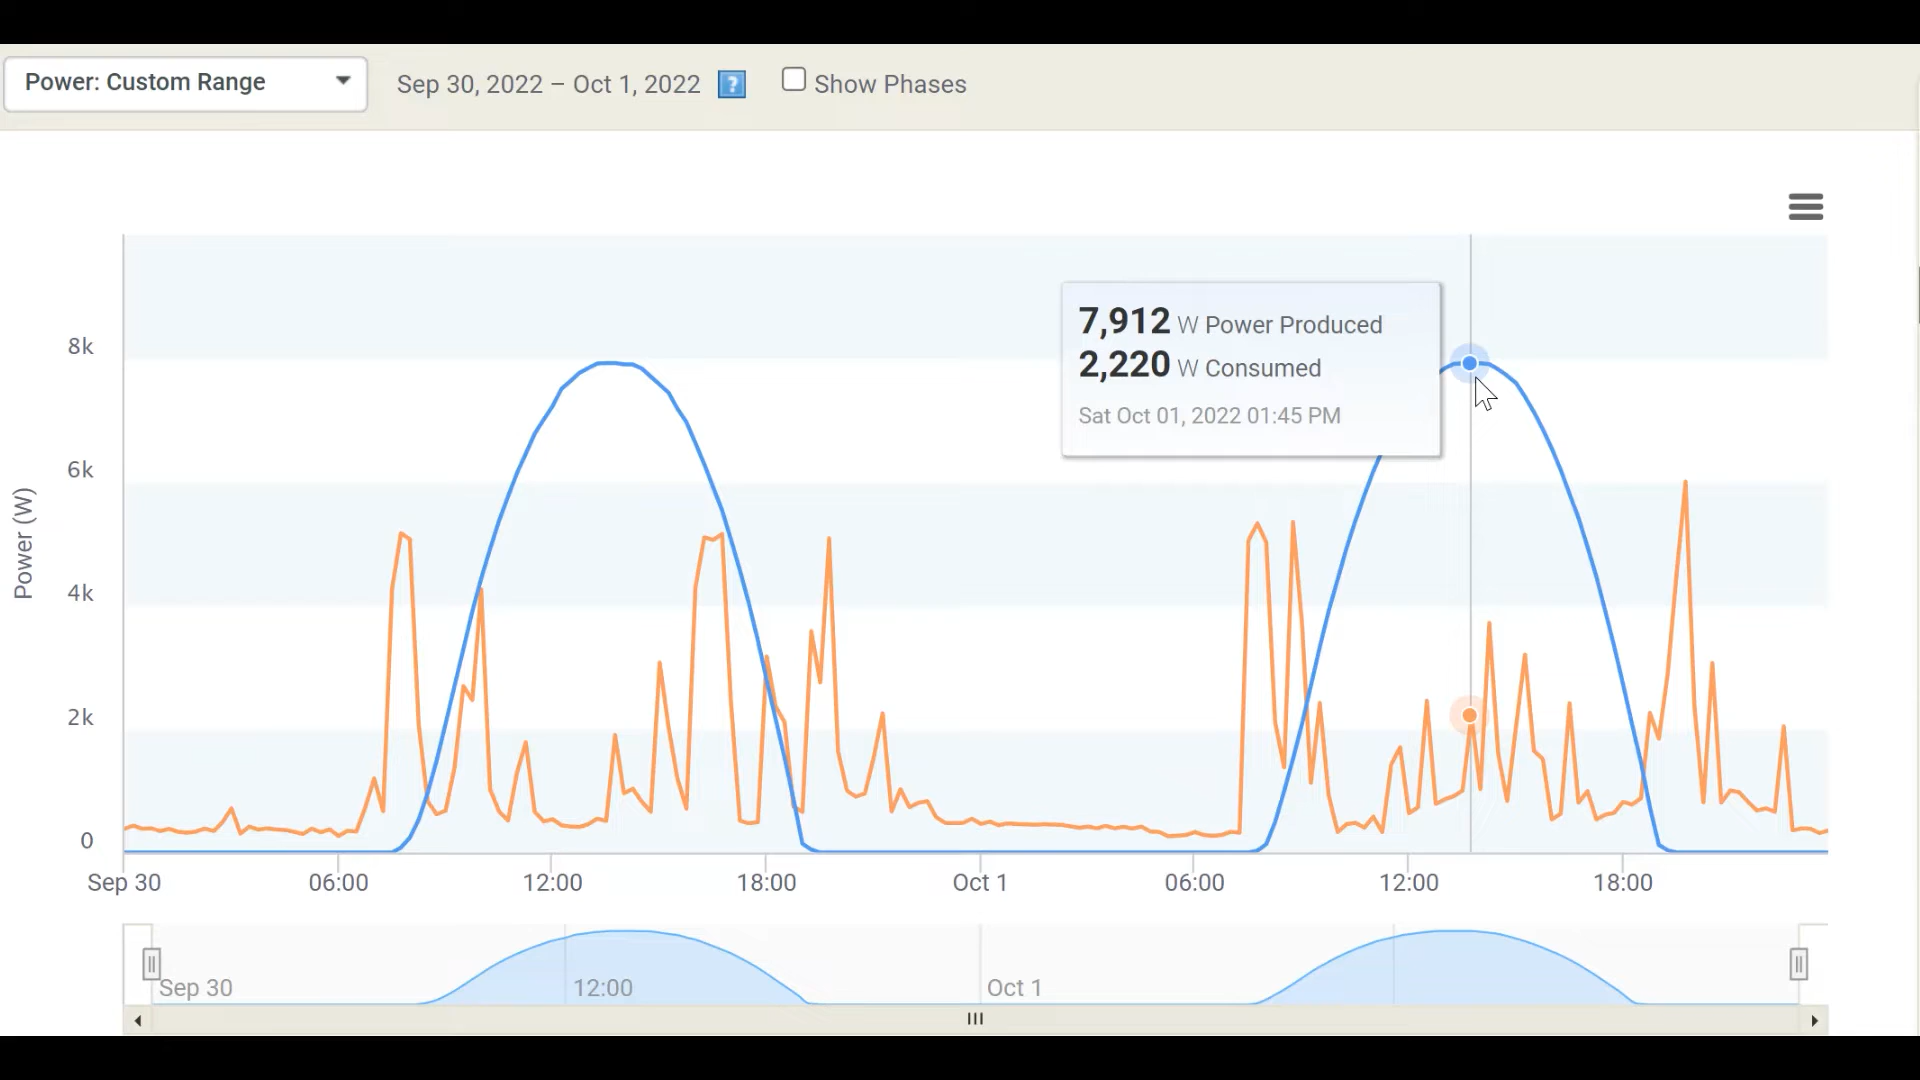 Power: Custom Range
Sep 30, 2022 – Oct 1, 2022 ? Show Phases
7,912 W Power Produced
2,220 W Consumed
Sat Oct 01, 2022 01:45 PM
Power (W)
8k
6k
4k
2k
0
Sep 30 06:00 12:00 18:00 Oct 1 06:00 12:00 18:00
Sep 30 12:00 Oct 1